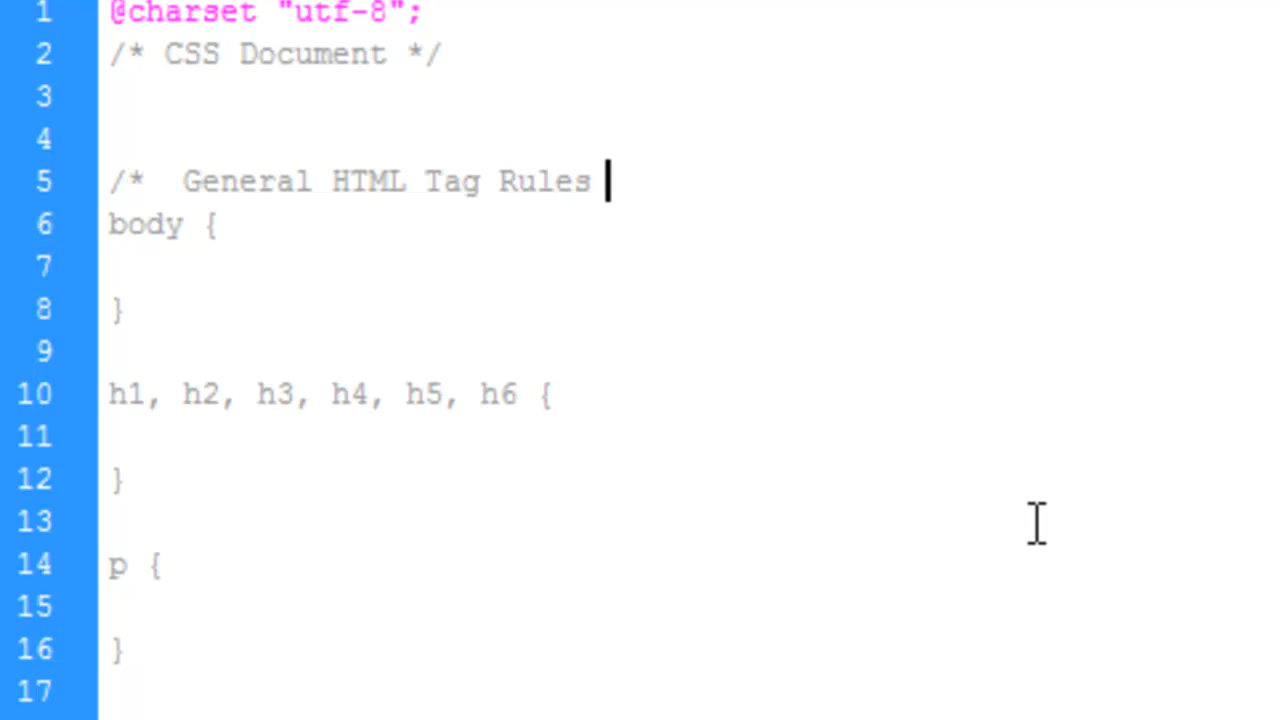 1 @charset "utf-8";
2 /* CSS Document */
3
4
5 /*  General HTML Tag Rules
6 body {
7
8 }
9
10 h1, h2, h3, h4, h5, h6 {
11
12 }
13
14 p {
15
16 }
17